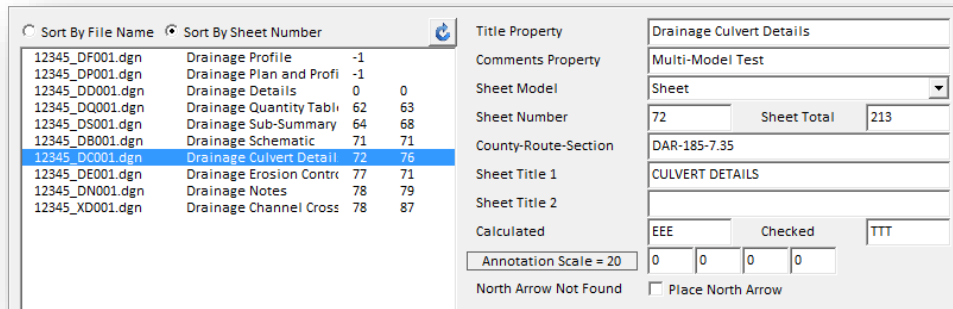 Sort By File Name Sort By Sheet Number
12345_DF001.dgn Drainage Profile -1
12345_DP001.dgn Drainage Plan and Profi -1
12345_DD001.dgn Drainage Details 0 0
12345_DQ001.dgn Drainage Quantity Table 62 63
12345_DS001.dgn Drainage Sub-Summary 64 68
12345_DB001.dgn Drainage Schematic 71 71
12345_DC001.dgn Drainage Culvert Detail 72 76
12345_DE001.dgn Drainage Erosion Contro 77 71
12345_DN001.dgn Drainage Notes 78 79
12345_XD001.dgn Drainage Channel Cross 78 87
Title Property Drainage Culvert Details
Comments Property Multi-Model Test
Sheet Model Sheet
Sheet Number 72 Sheet Total 213
County-Route-Section DAR-185-7.35
Sheet Title 1 CULVERT DETAILS
Sheet Title 2
Calculated EEE Checked TTT
Annotation Scale = 20 0 0 0 0
North Arrow Not Found Place North Arrow